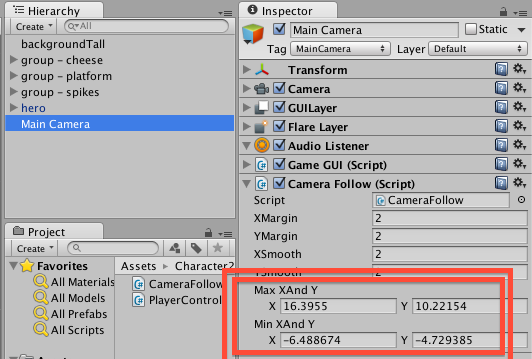 Hierarchy
Create All
backgroundTall
group - cheese
group - platform
group - spikes
hero
Main Camera
Project
Create
Favorites
All Materials
All Models
All Prefabs
All Scripts
Assets Character2
CameraFollow
PlayerControl
Inspector
Main Camera Static
Tag MainCamera Layer Default
Transform
Camera
GUILayer
Flare Layer
Audio Listener
Game GUI (Script)
Camera Follow (Script)
Script CameraFollow
XMargin 2
YMargin 2
XSmooth 2
YSmooth 2
Max XAnd Y
X 16.3955 Y 10.22154
Min XAnd Y
X -6.488674 Y -4.729385